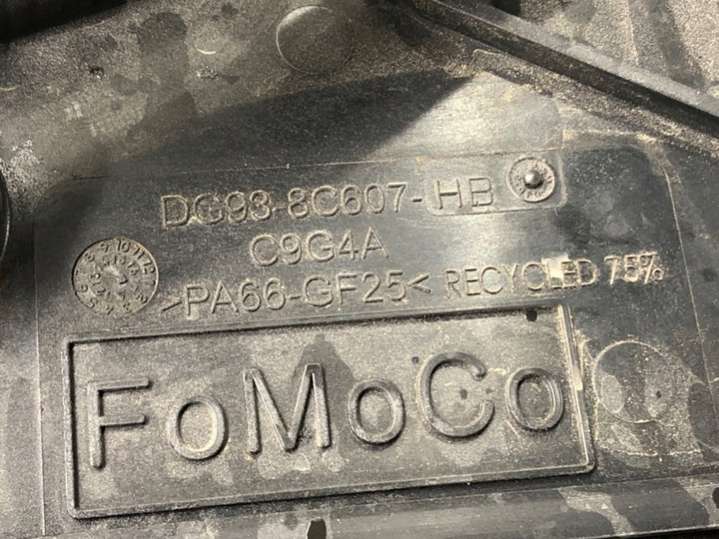 DG93-8C607-HB
C9G4A
>PA66-GF25< RECYCLED 75%
FoMoCo